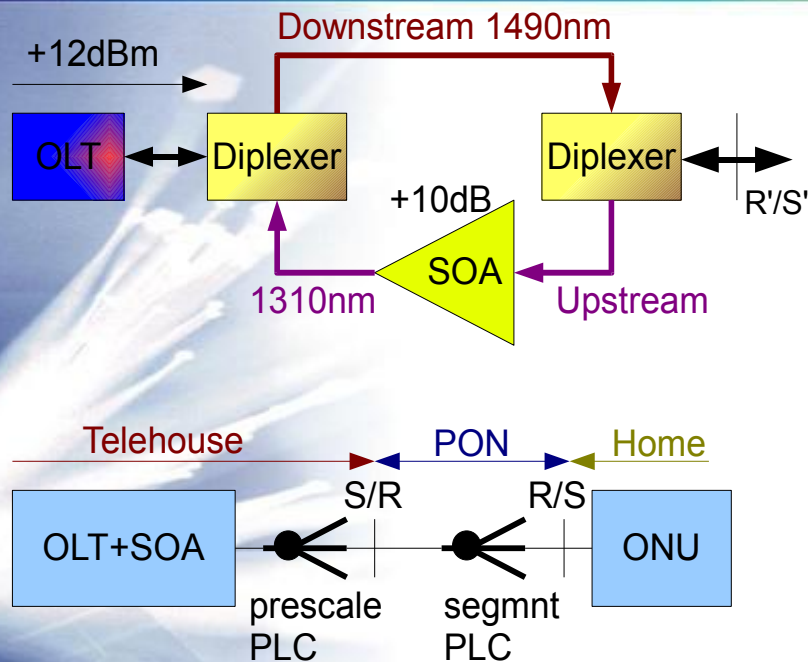 Downstream 1490nm
+12dBm
OLT
Diplexer
Diplexer
R'/S'
+10dB
SOA
1310nm
Upstream
Telehouse
PON
Home
S/R
R/S
OLT+SOA
ONU
prescale
PLC
segmnt
PLC